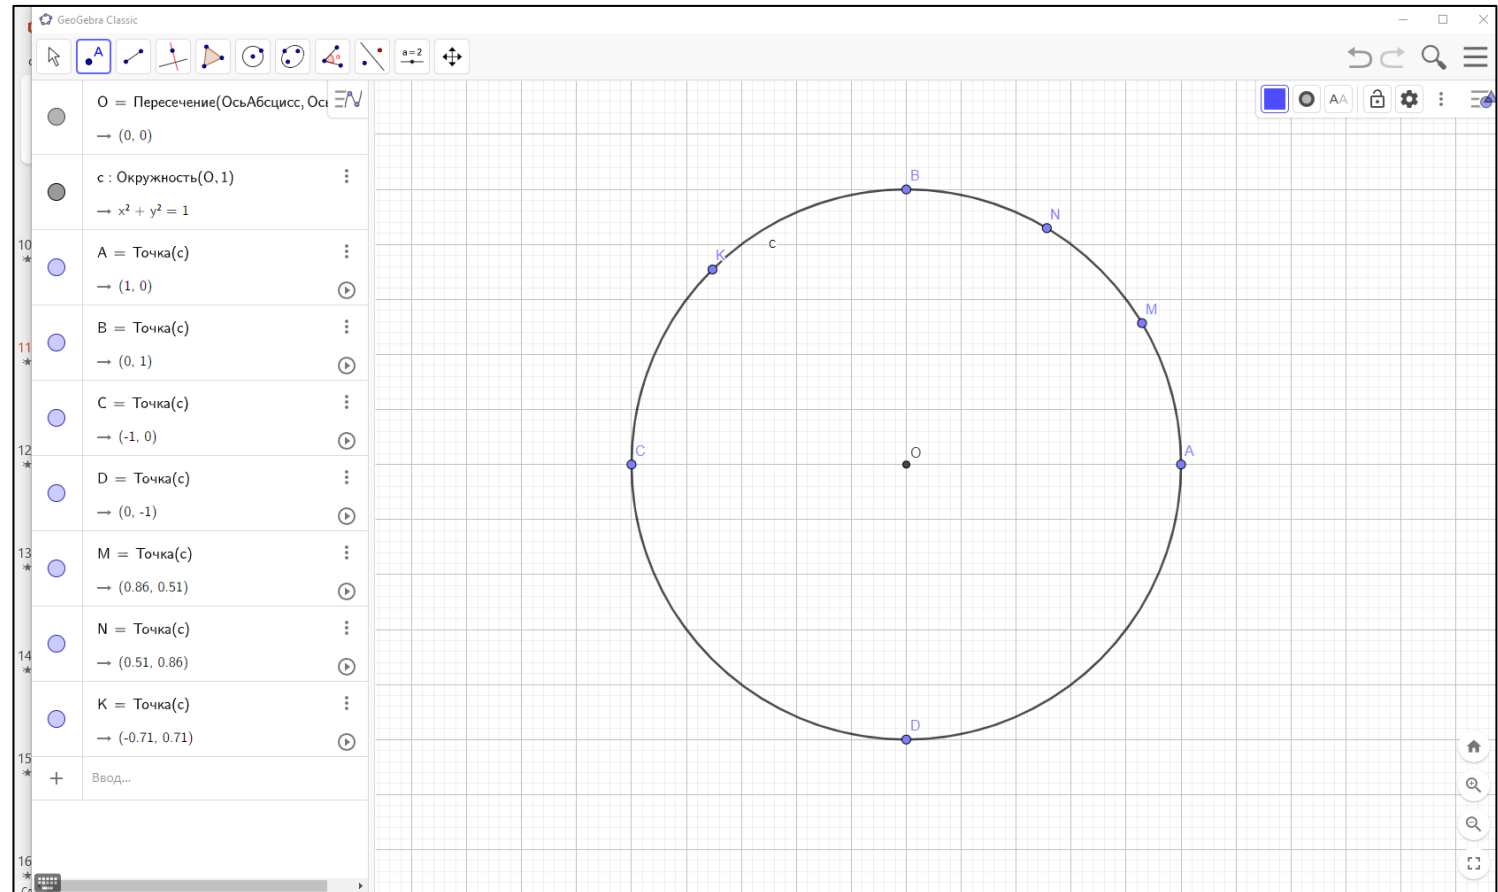 GeoGebra Classic
A
a=2
O = Пересечение(ОсьАбсцисс, Ос
→ (0, 0)
c : Окружность(O, 1)
→ x² + y² = 1
A = Точка(c)
→ (1, 0)
B = Точка(c)
→ (0, 1)
C = Точка(c)
→ (-1, 0)
D = Точка(c)
→ (0, -1)
M = Точка(c)
→ (0.86, 0.51)
N = Точка(c)
→ (0.51, 0.86)
K = Точка(c)
→ (-0.71, 0.71)
+ Ввод...
10
11
12
13
14
15
16
AA
B
N
c
K
M
C
O
A
D